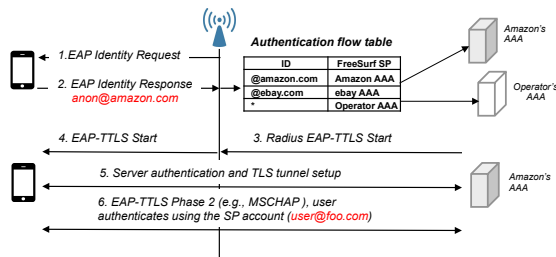 Amazon's
AAA
Authentication flow table
1.EAP Identity Request
ID FreeSurf SP
@amazon.com Amazon AAA
@ebay.com ebay AAA
* Operator AAA
2. EAP Identity Response
anon@amazon.com
Operator's
AAA
4. EAP-TTLS Start
3. Radius EAP-TTLS Start
5. Server authentication and TLS tunnel setup
Amazon's
AAA
6. EAP-TTLS Phase 2 (e.g., MSCHAP ), user
authenticates using the SP account (user@foo.com)